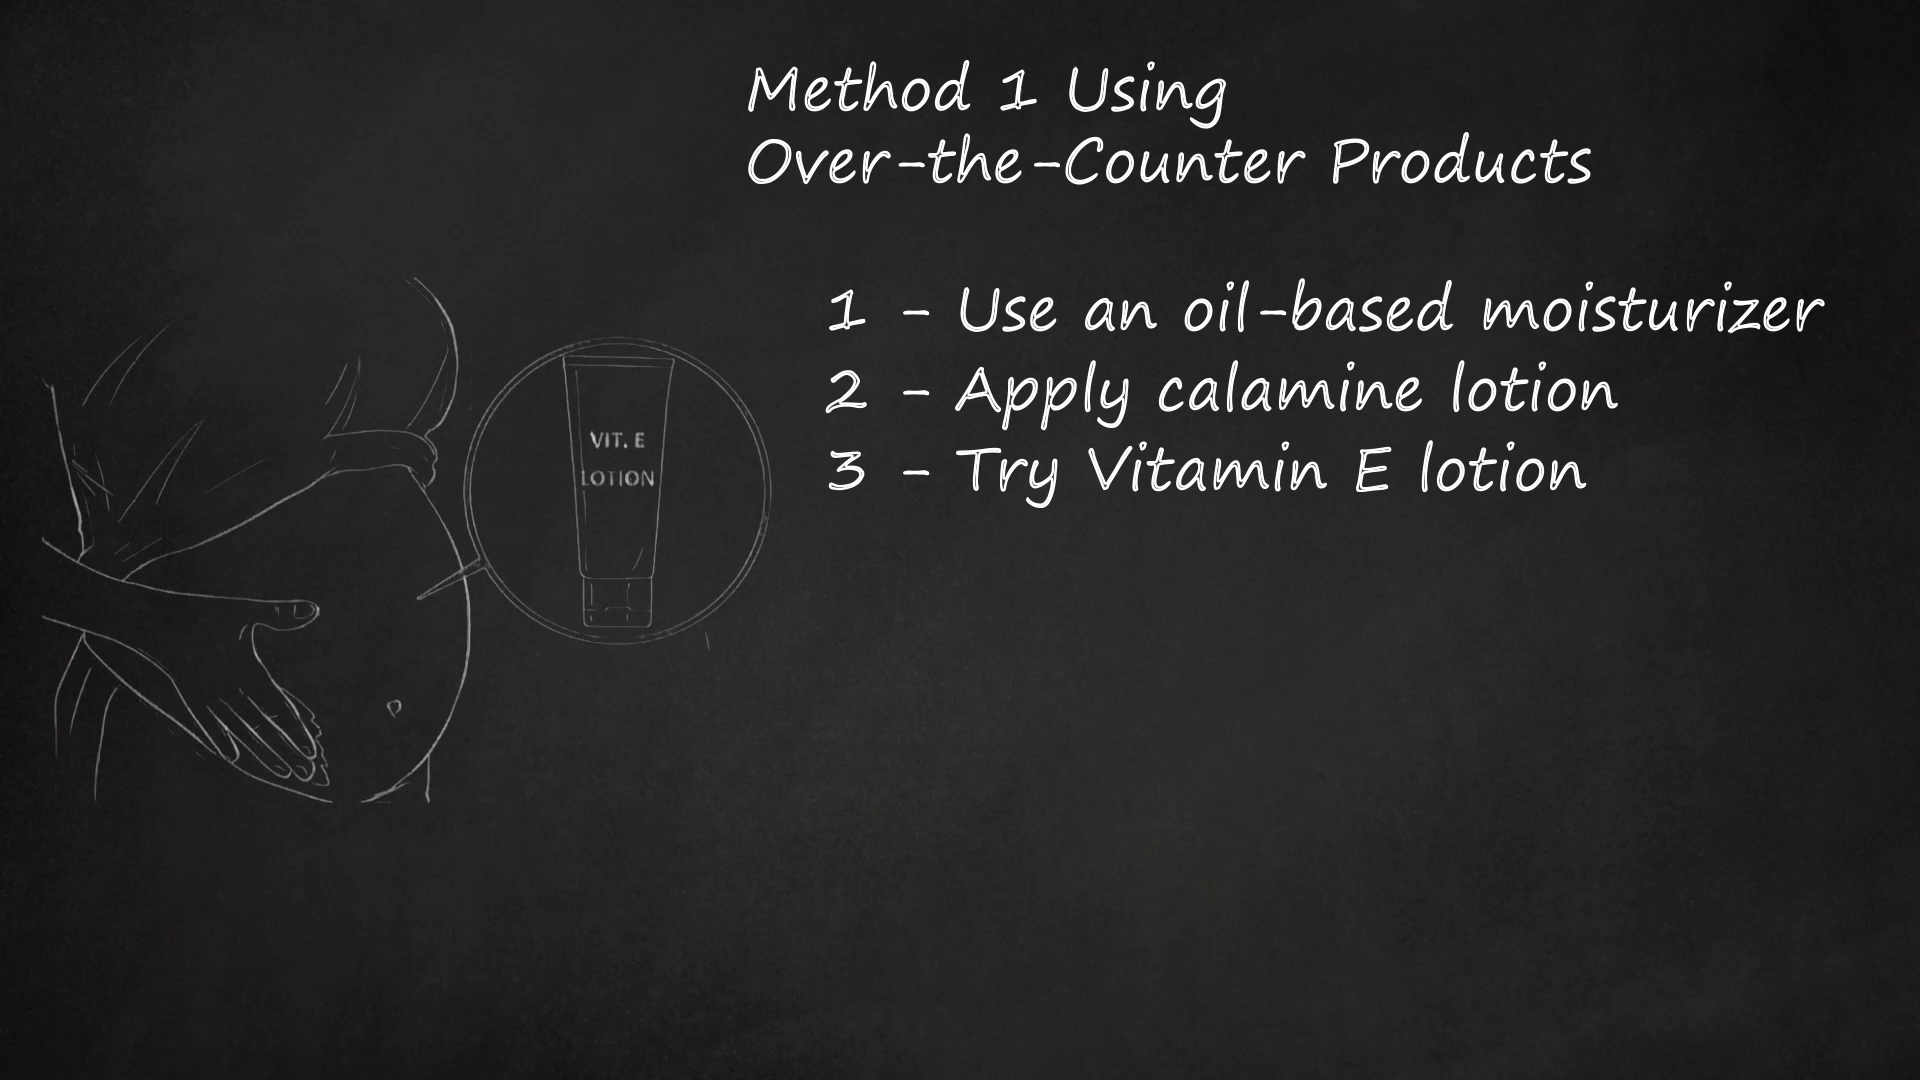 Method 1 Using
Over-the-Counter Products
1 - Use an oil-based moisturizer
2 - Apply calamine lotion
3 - Try Vitamin E lotion
VIT. E
LOTION